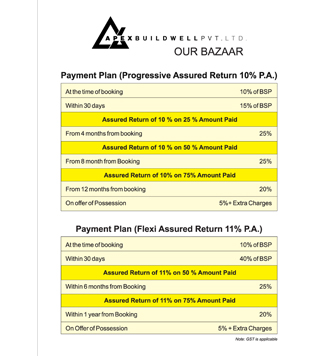 APEXBUILDWELL PVT.LTD.
OUR BAZAAR
Payment Plan (Progressive Assured Return 10% P.A.)
At the time of booking 10% of BSP
Within 30 days 15% of BSP
Assured Return of 10 % on 25 % Amount Paid
From 4 months from booking 25%
Assured Return of 10 % on 50 % Amount Paid
From 8 month from Booking 25%
Assured Return of 10% on 75% Amount Paid
From 12 months from booking 20%
On offer of Possession 5%+ Extra Charges
Payment Plan (Flexi Assured Return 11% P.A.)
At the time of booking 10% of BSP
Within 30 days 40% of BSP
Assured Return of 11% on 50 % Amount Paid
Within 6 months from Booking 25%
Assured Return of 11% on 75% Amount Paid
Within 1 year from Booking 20%
On Offer of Possession 5% + Extra Charges
Note. GST is applicable